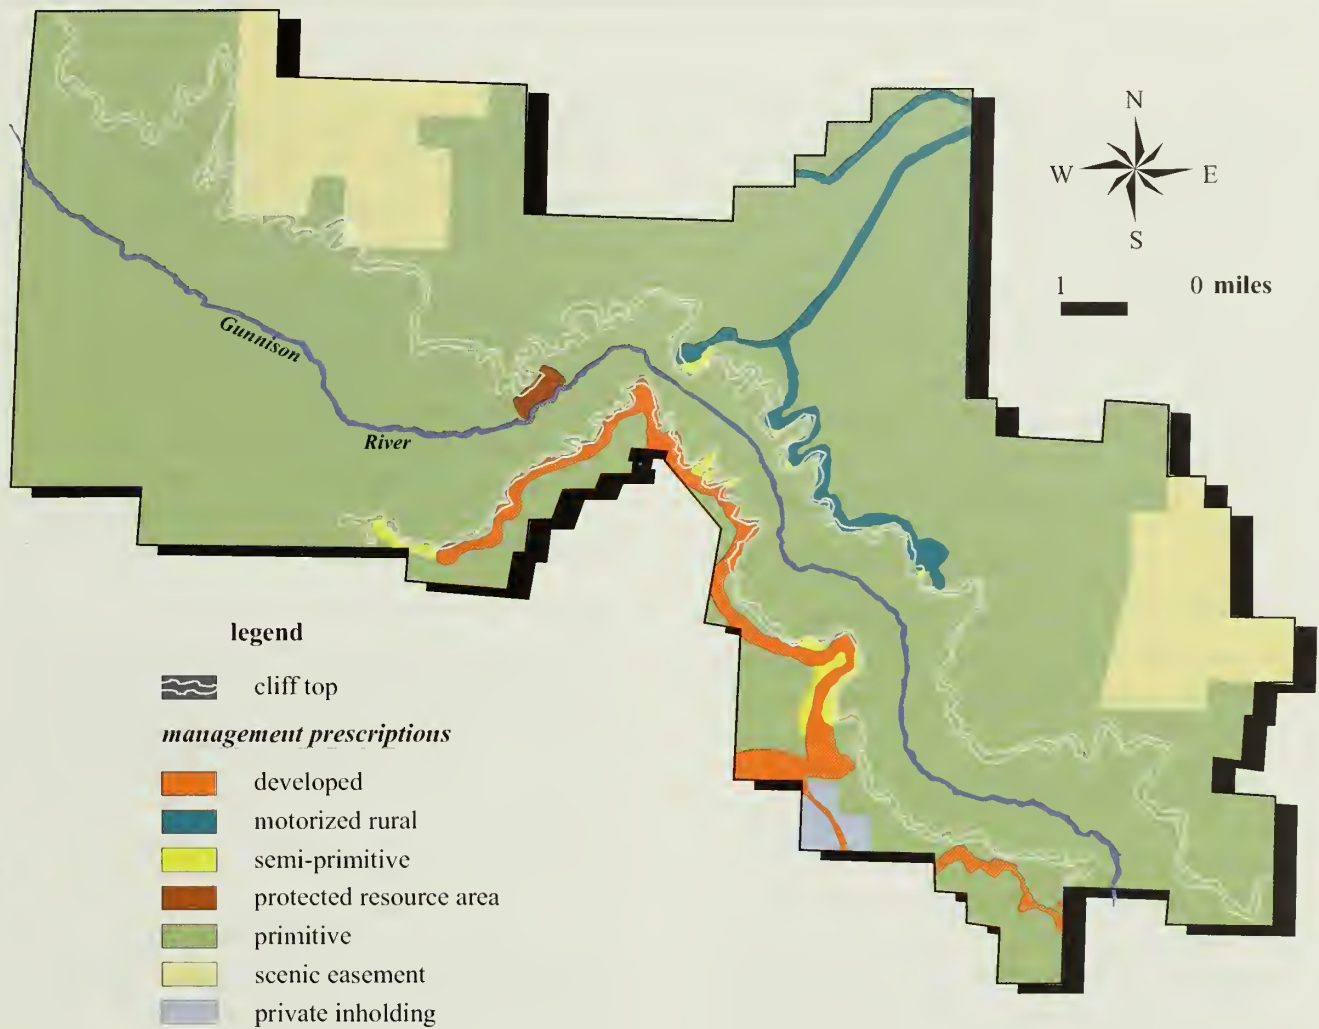 N
W E
S
1 0 miles
Gunnison
River
legend
cliff top
management prescriptions
developed
motorized rural
semi-primitive
protected resource area
primitive
scenic easement
private inholding